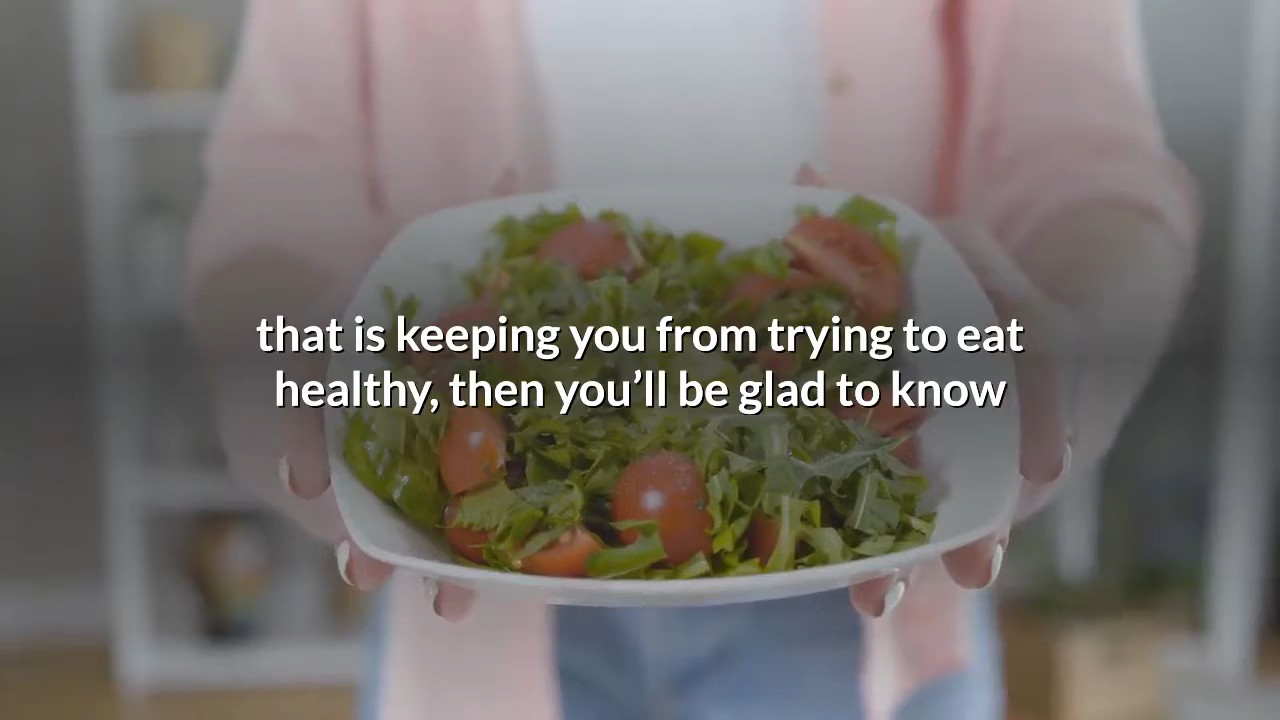 that is keeping you from trying to eat
healthy, then you’ll be glad to know